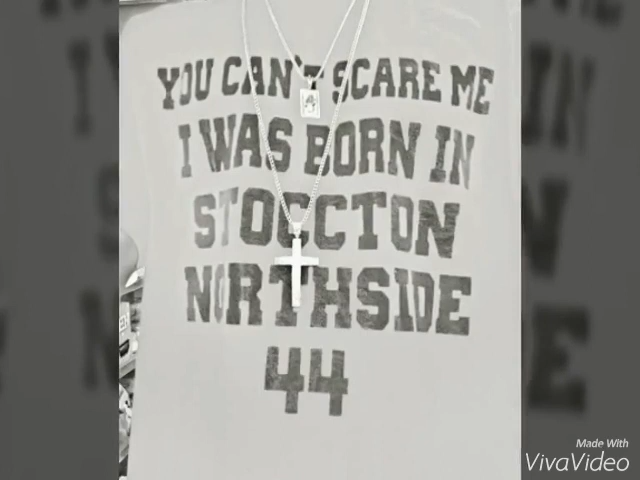 YOU CAN'T SCARE ME
I WAS BORN IN
STOCCTON
NORTHSIDE
44
Made With
VivaVideo